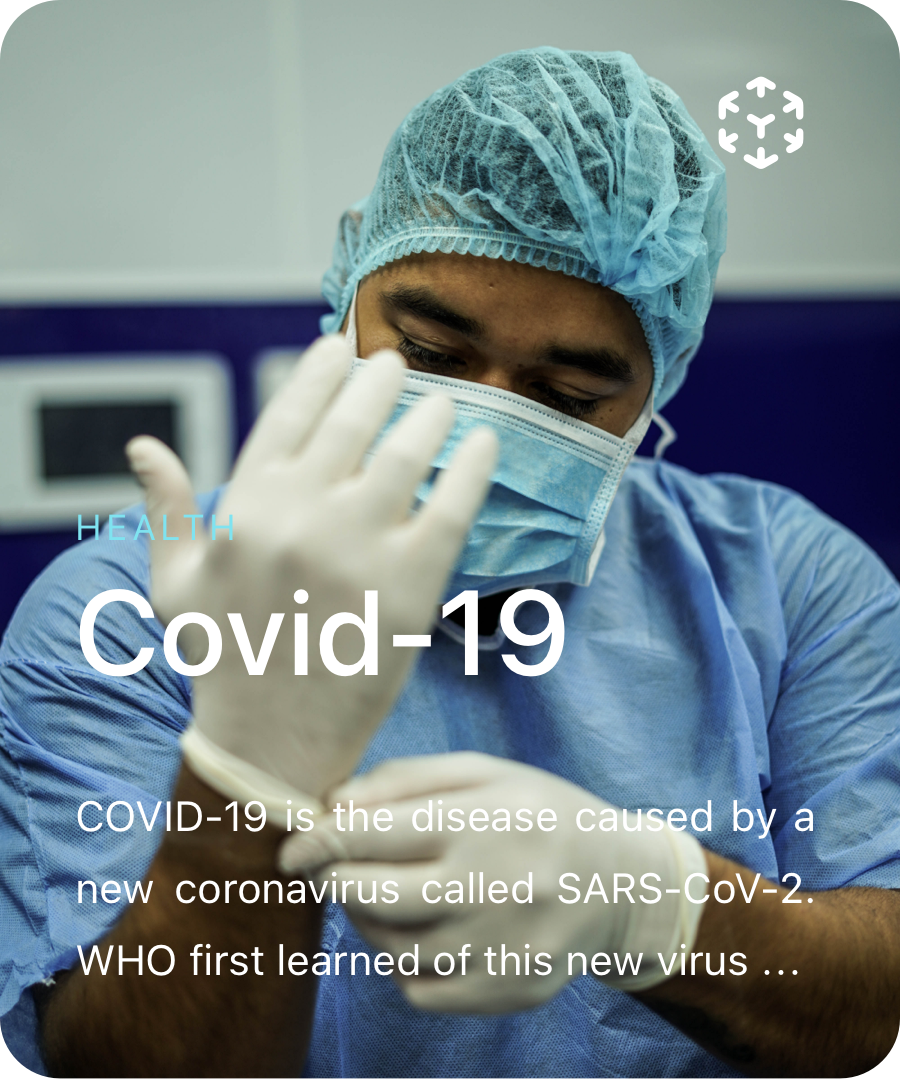 HEALTH
Covid-19
COVID-19 is the disease caused by a
new coronavirus called SARS-CoV-2.
WHO first learned of this new virus ...